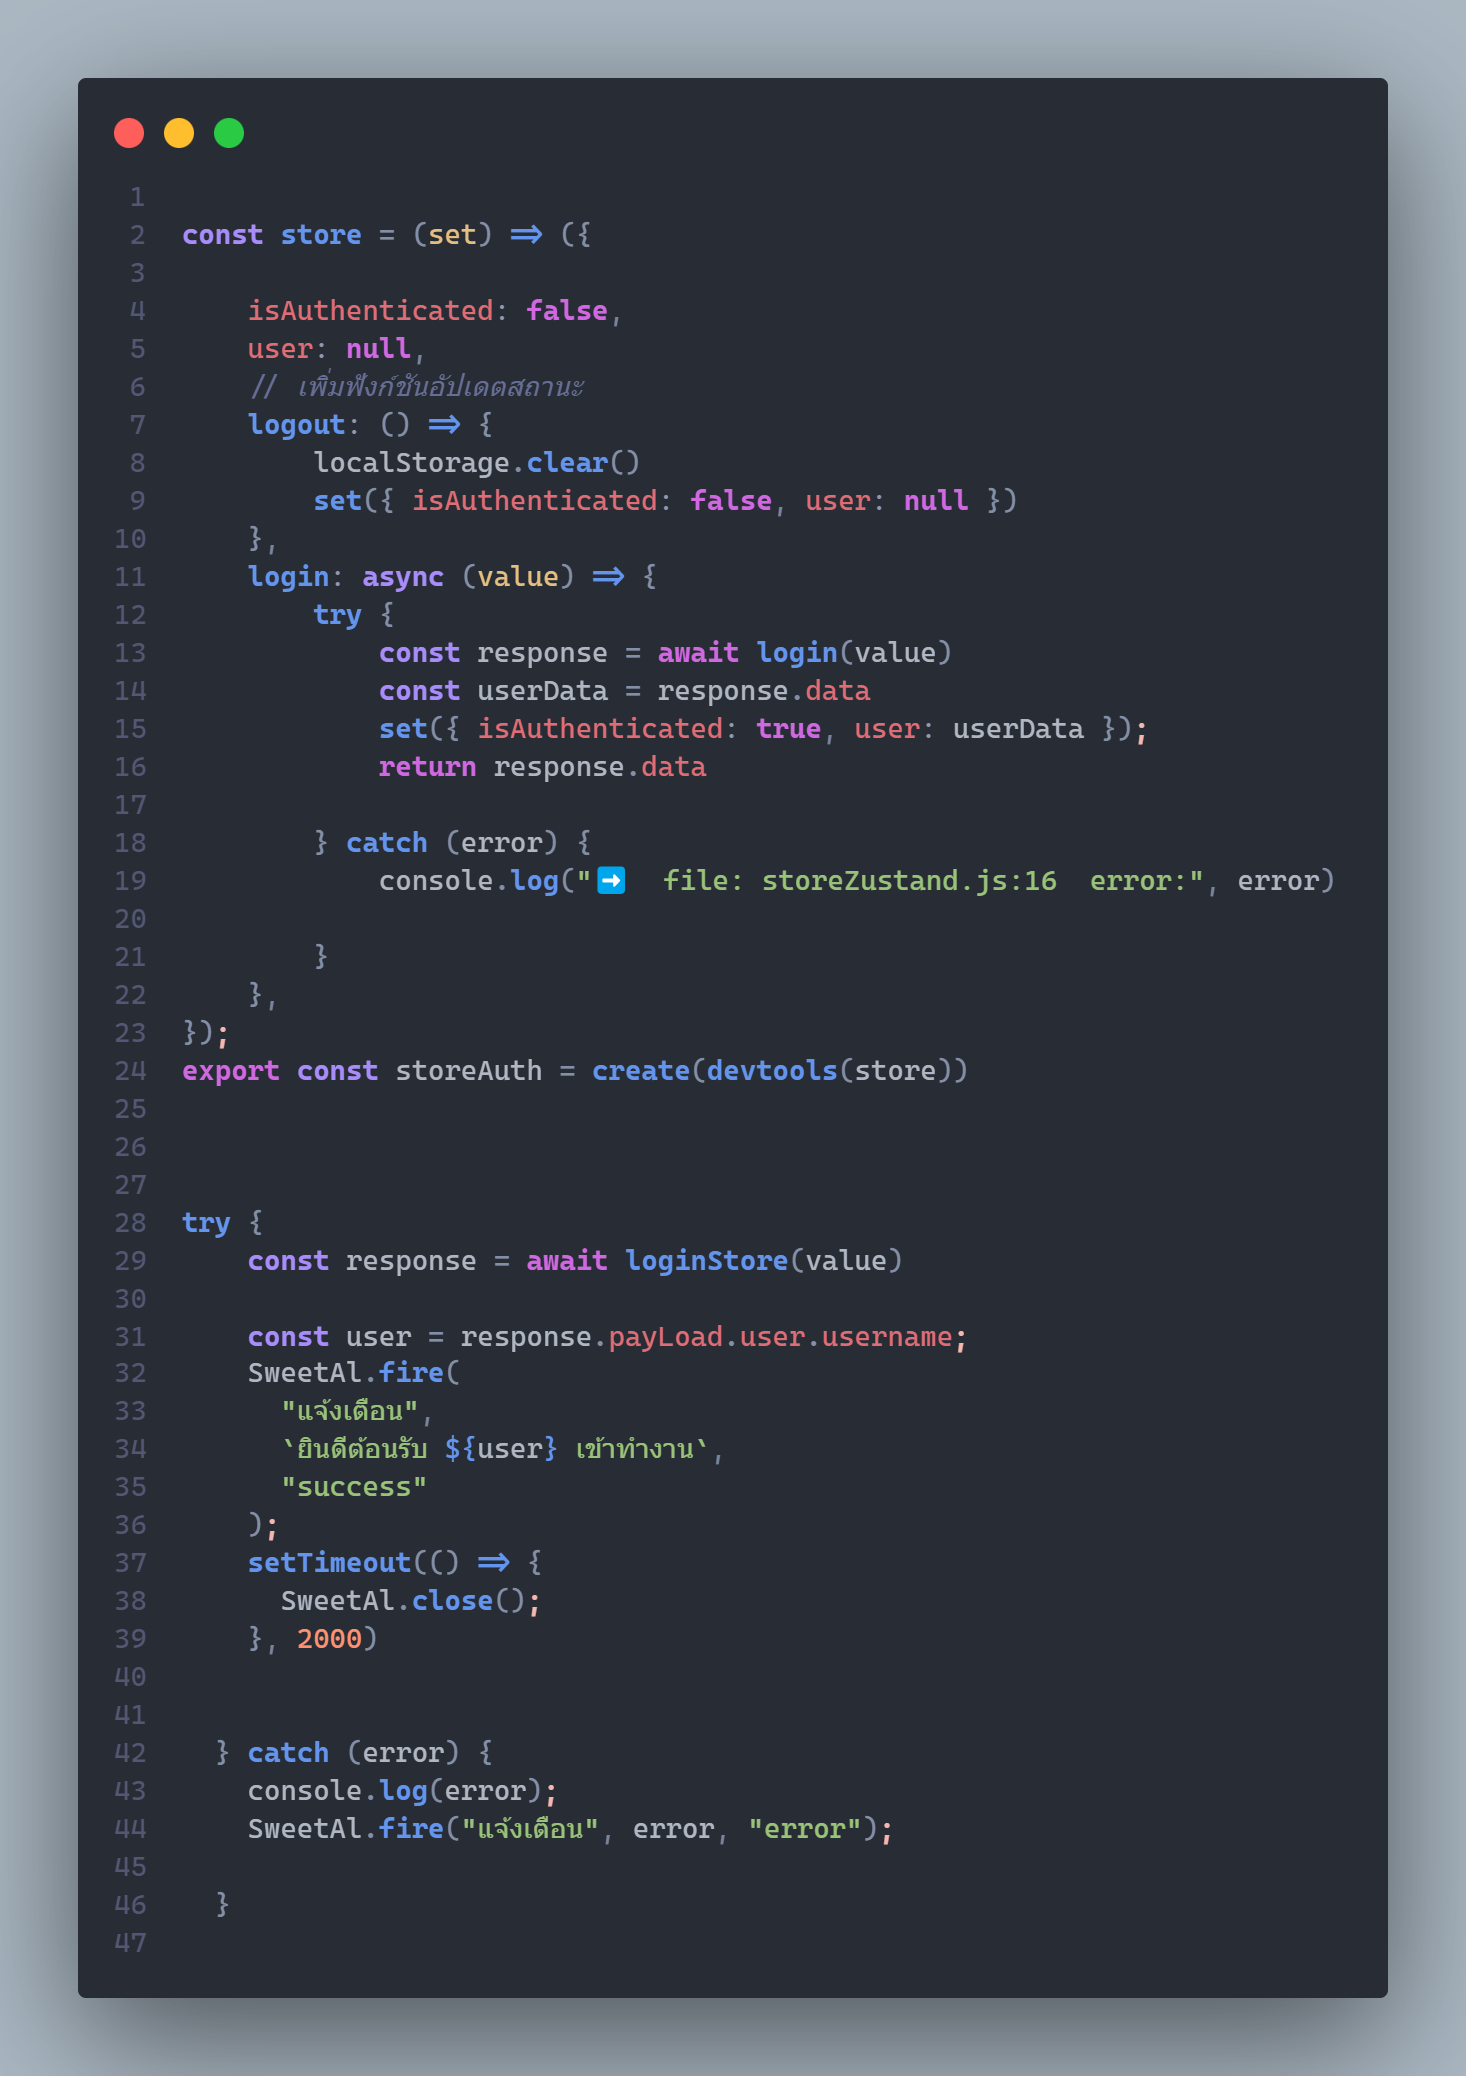 1
2 const store = (set) => ({
3
4     isAuthenticated: false,
5     user: null,
6     // เพิ่มฟังก์ชันอัปเดตสถานะ
7     logout: () => {
8         localStorage.clear()
9         set({ isAuthenticated: false, user: null })
10     },
11     login: async (value) => {
12         try {
13             const response = await login(value)
14             const userData = response.data
15             set({ isAuthenticated: true, user: userData });
16             return response.data
17
18         } catch (error) {
19             console.log("➡️  file: storeZustand.js:16  error:", error)
20
21         }
22     },
23 });
24 export const storeAuth = create(devtools(store))
25
26
27
28 try {
29     const response = await loginStore(value)
30
31     const user = response.payLoad.user.username;
32     SweetAl.fire(
33       "แจ้งเตือน",
34       `ยินดีต้อนรับ ${user} เข้าทำงาน`,
35       "success"
36     );
37     setTimeout(() => {
38       SweetAl.close();
39     }, 2000)
40
41
42   } catch (error) {
43     console.log(error);
44     SweetAl.fire("แจ้งเตือน", error, "error");
45
46   }
47